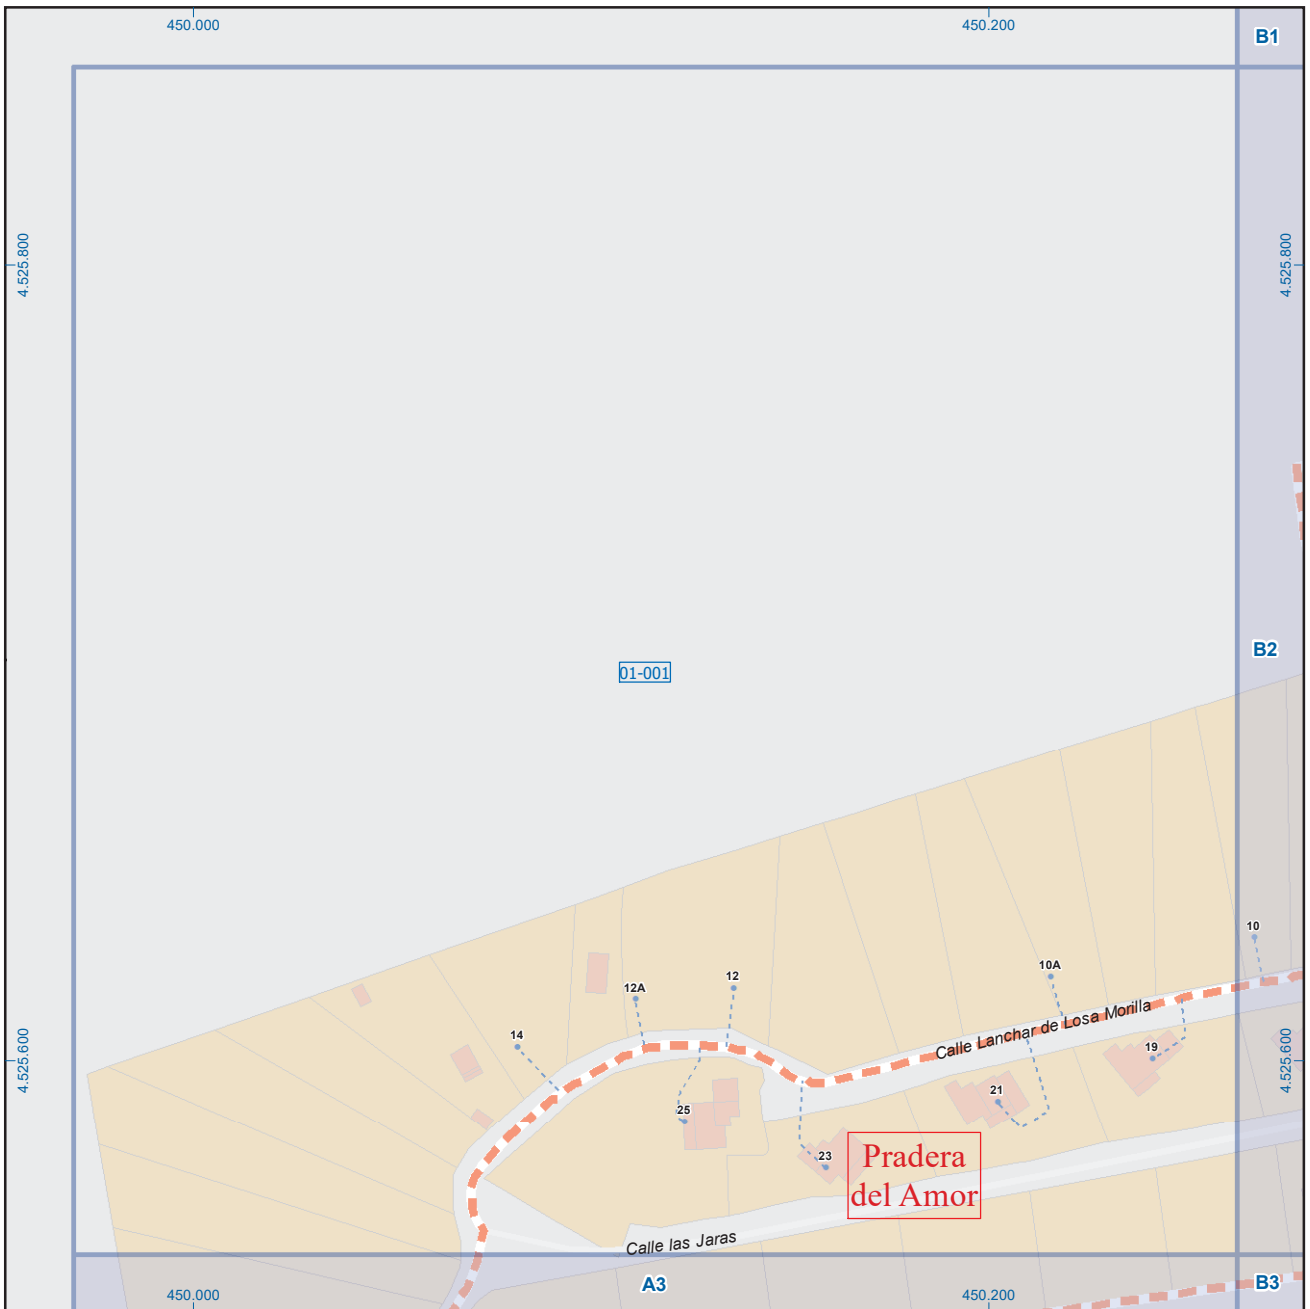 450.000
450.200
B1
4.525.800
4.525.800
B2
01-001
10
10A
12
12A
14
Calle Lanchar de Losa Morilla
4.525.600
4.525.600
19
21
25
23
Pradera
del Amor
Calle las Jaras
A3
B3
450.000
450.200